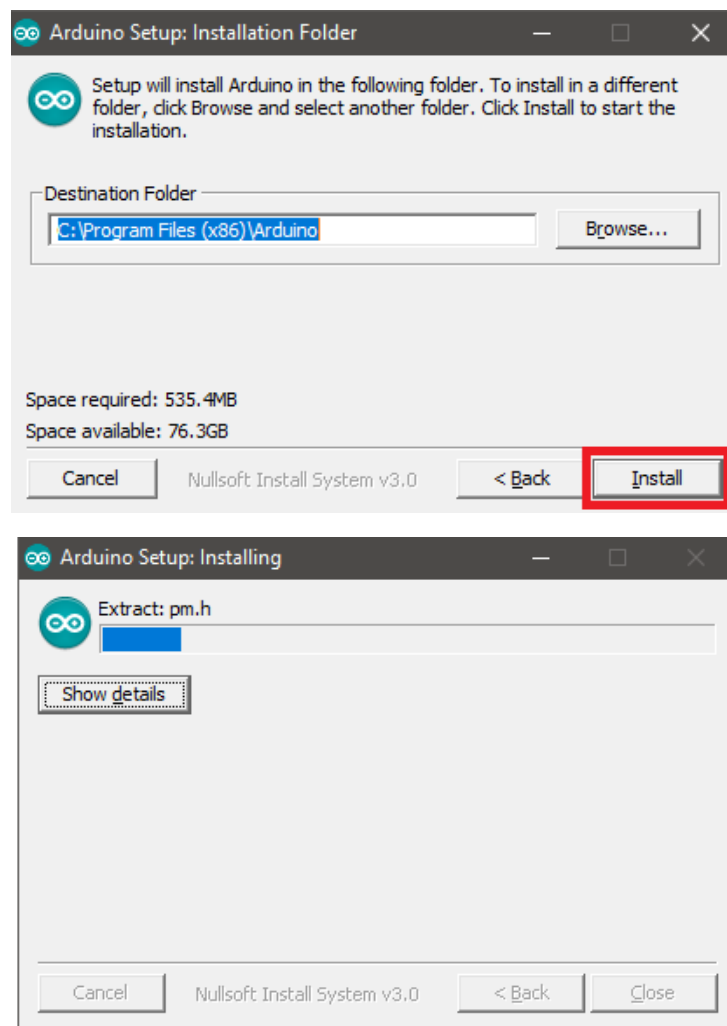 Arduino Setup: Installation Folder
Setup will install Arduino in the following folder. To install in a different
folder, click Browse and select another folder. Click Install to start the
installation.
Destination Folder
C:\Program Files (x86)\Arduino
Browse...
Space required: 535.4MB
Space available: 76.3GB
Cancel Nullsoft Install System v3.0 < Back Install
Arduino Setup: Installing
Extract: pm.h
Show details
Cancel Nullsoft Install System v3.0 < Back Close